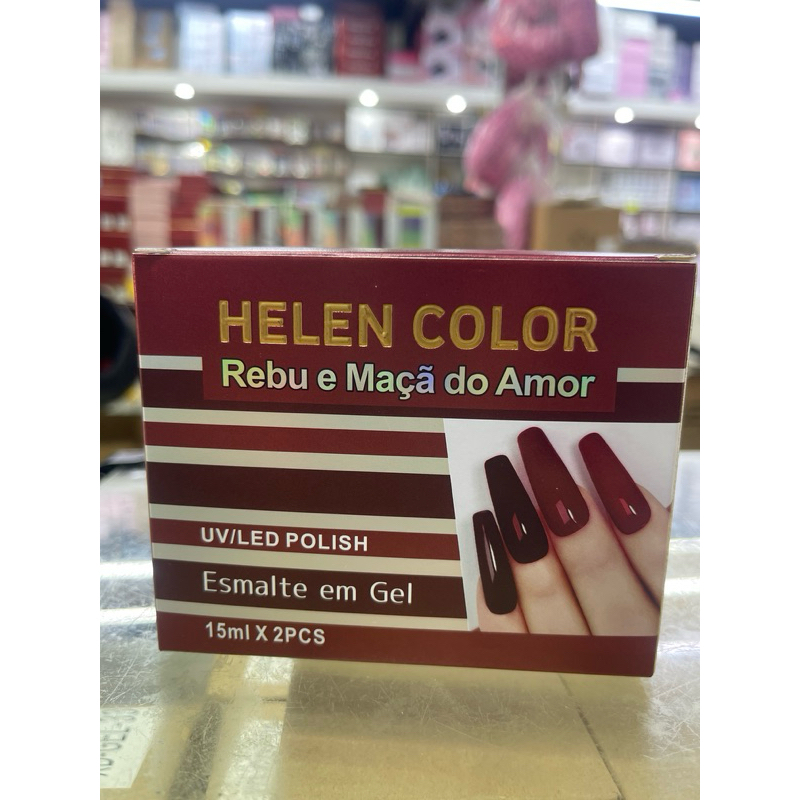 HELEN COLOR
Rebu e Maçã do Amor
UV/LED POLISH
Esmalte em Gel
15ml X 2PCS